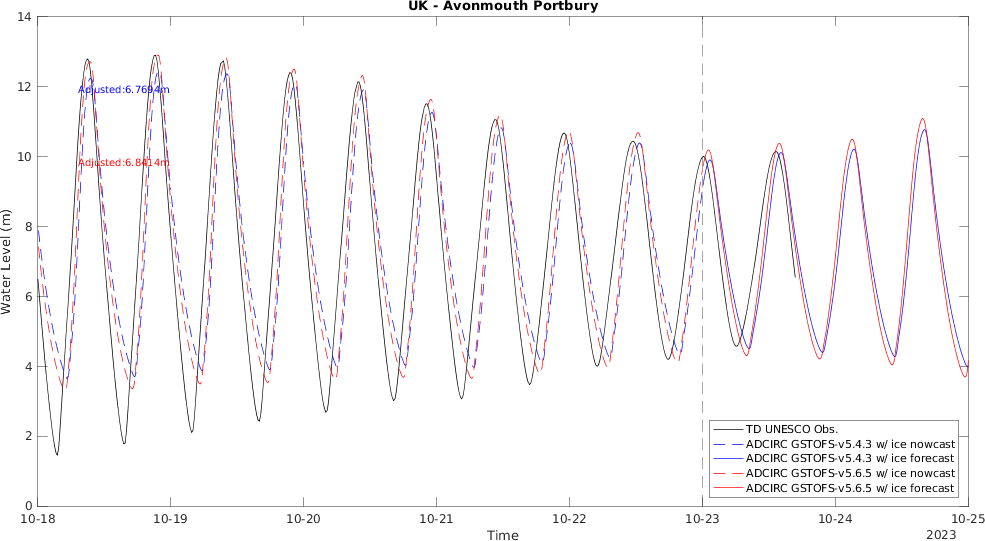 UK - Avonmouth Portbury
14
12
10
8
6
4
2
0
Water Level (m)
Adjusted:6.7694m
Adjusted:6.8414m
TD UNESCO Obs.
ADCIRC GSTOFS-v5.4.3 w/ ice nowcast
ADCIRC GSTOFS-v5.4.3 w/ ice forecast
ADCIRC GSTOFS-v5.6.5 w/ ice nowcast
ADCIRC GSTOFS-v5.6.5 w/ ice forecast
10-18 10-19 10-20 10-21 10-22 10-23 10-24 10-25
Time
2023